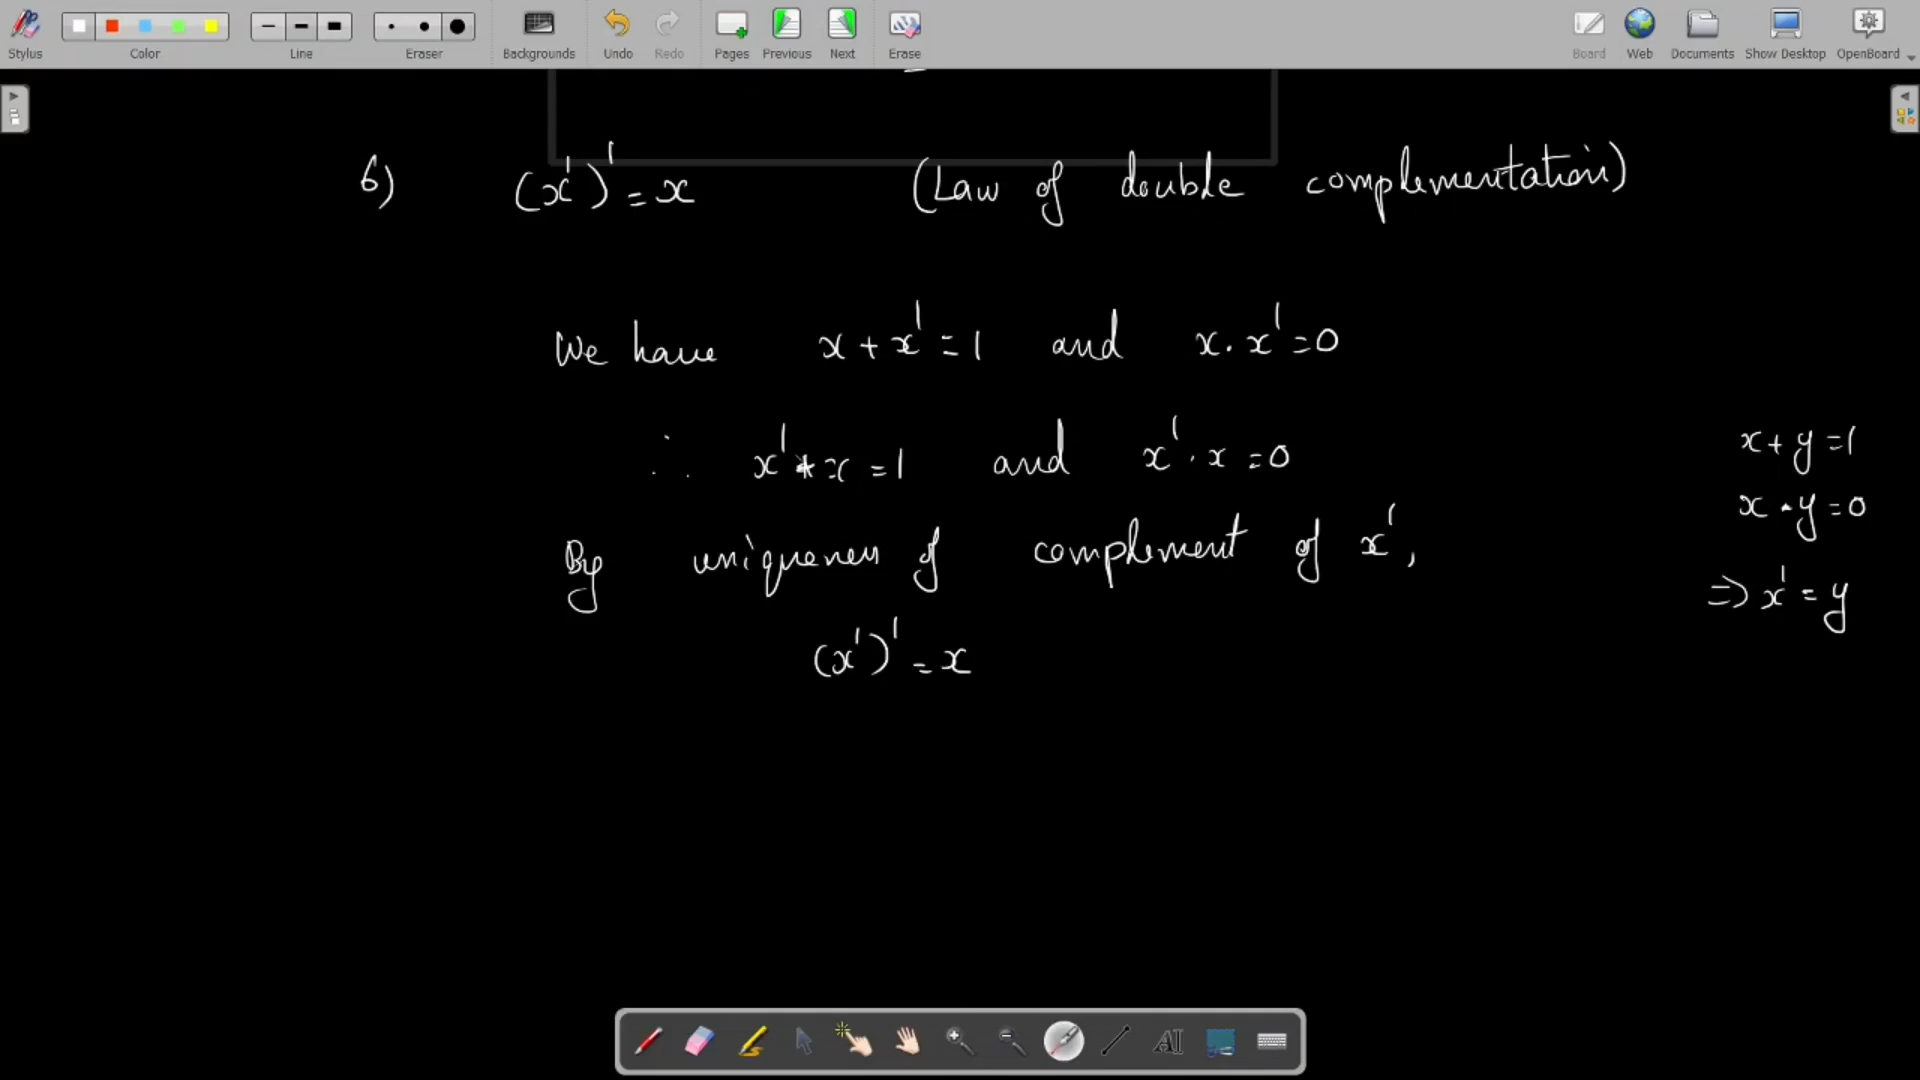 Stylus Color Line Eraser Backgrounds Undo Redo Pages Previous Next Erase Board Web Documents Show Desktop OpenBoard
6) (x')' = x (Law of double complementation)
We have x + x' = 1 and x · x' = 0
∴ x' + x = 1 and x' · x = 0
By uniqueness of complement of x',
(x')' = x
x + y = 1
x · y = 0
⇒ x' = y